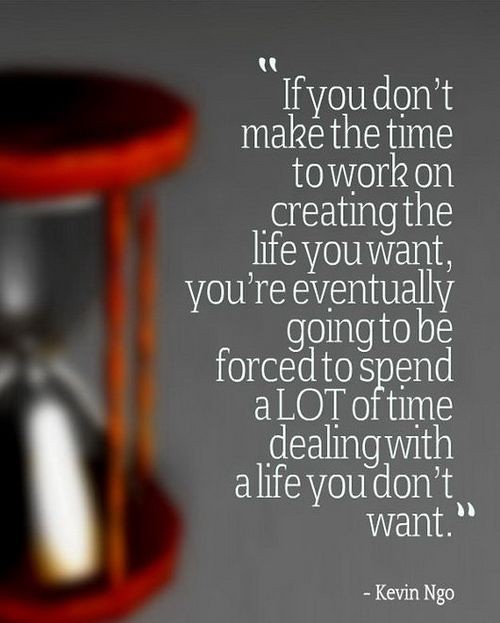 “
If you don’t
make the time
to work on
creating the
life you want,
you’re eventually
going to be
forced to spend
a LOT of time
dealing with
a life you don’t
want.”
- Kevin Ngo